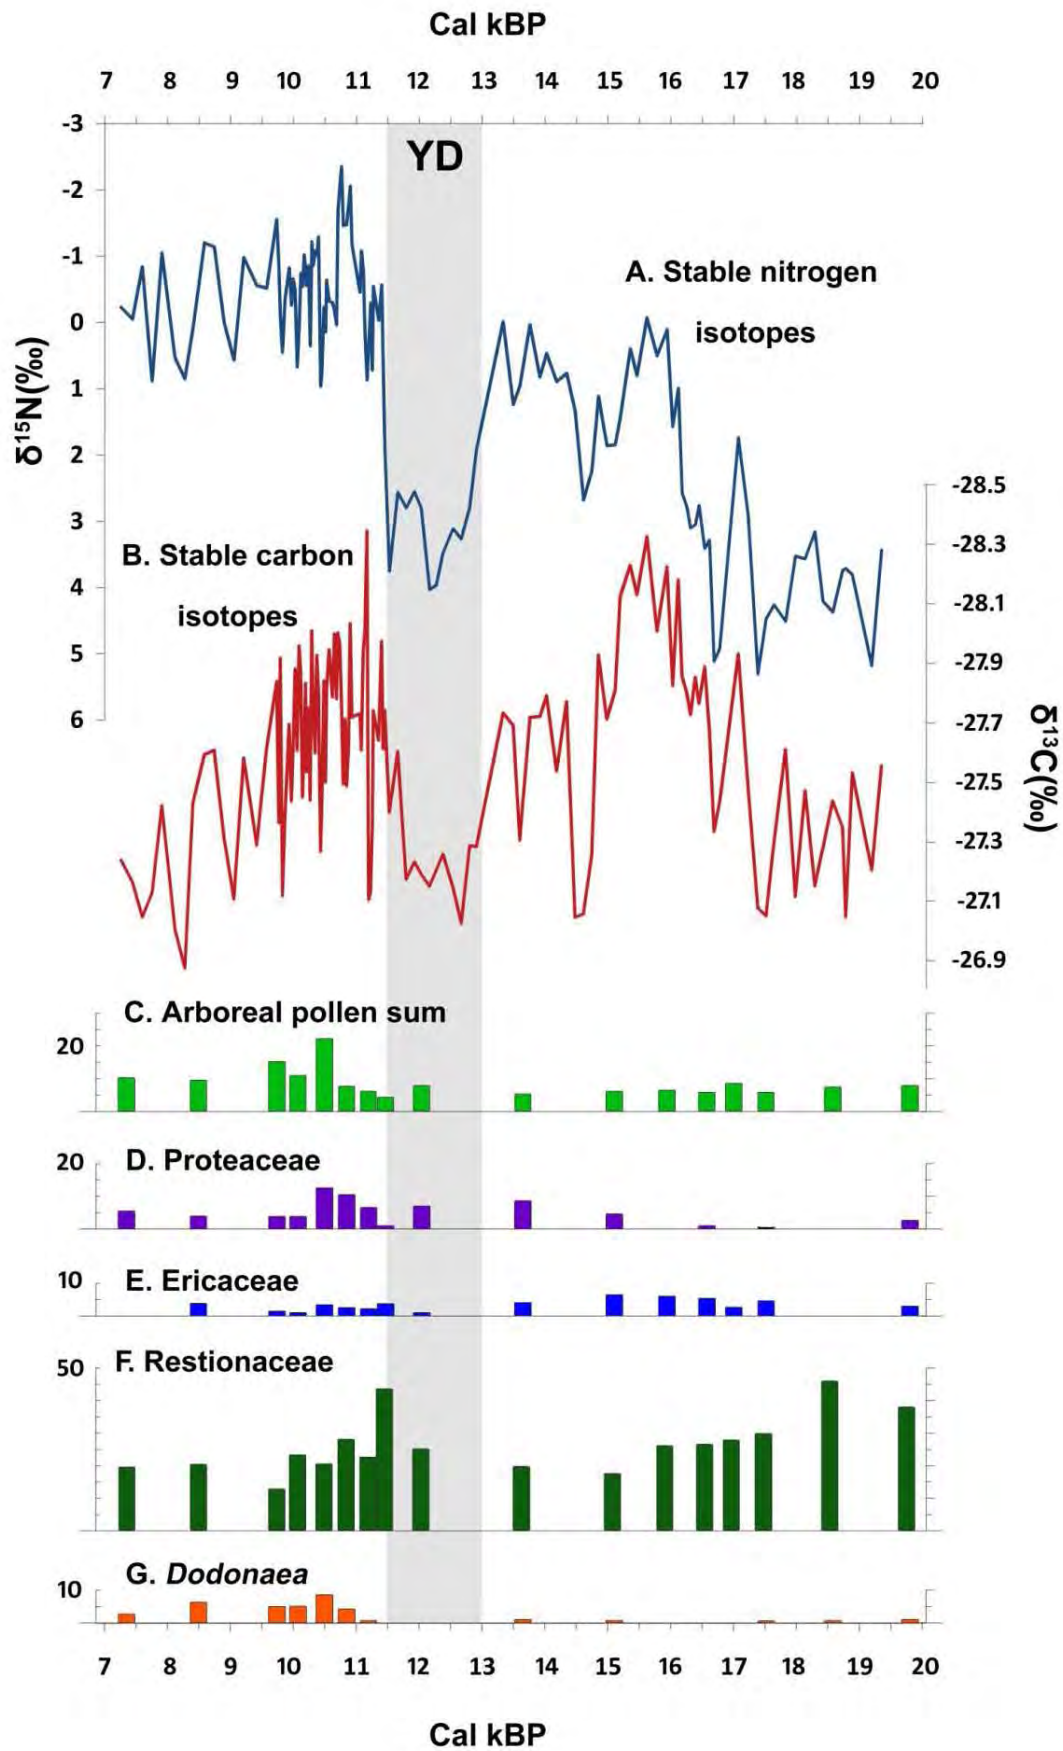 Cal kBP
7 8 9 10 11 12 13 14 15 16 17 18 19 20
YD
-3
-2
-1
0
1
2
3
4
5
6
δ¹⁵N(‰)
A. Stable nitrogen
isotopes
-28.5
-28.3
-28.1
-27.9
-27.7
-27.5
-27.3
-27.1
-26.9
δ¹³C(‰)
B. Stable carbon
isotopes
C. Arboreal pollen sum
20
D. Proteaceae
20
E. Ericaceae
10
F. Restionaceae
50
G. Dodonaea
10
7 8 9 10 11 12 13 14 15 16 17 18 19 20
Cal kBP